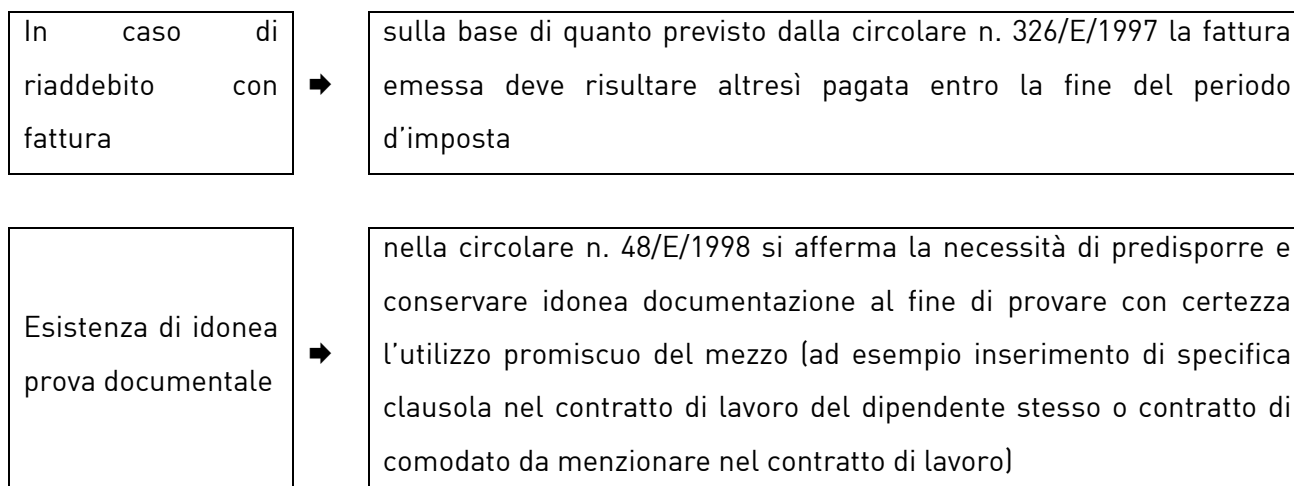 In caso di
riaddebito con
fattura
➡
sulla base di quanto previsto dalla circolare n. 326/E/1997 la fattura
emessa deve risultare altresì pagata entro la fine del periodo
d’imposta
Esistenza di idonea
prova documentale
➡
nella circolare n. 48/E/1998 si afferma la necessità di predisporre e
conservare idonea documentazione al fine di provare con certezza
l’utilizzo promiscuo del mezzo (ad esempio inserimento di specifica
clausola nel contratto di lavoro del dipendente stesso o contratto di
comodato da menzionare nel contratto di lavoro)